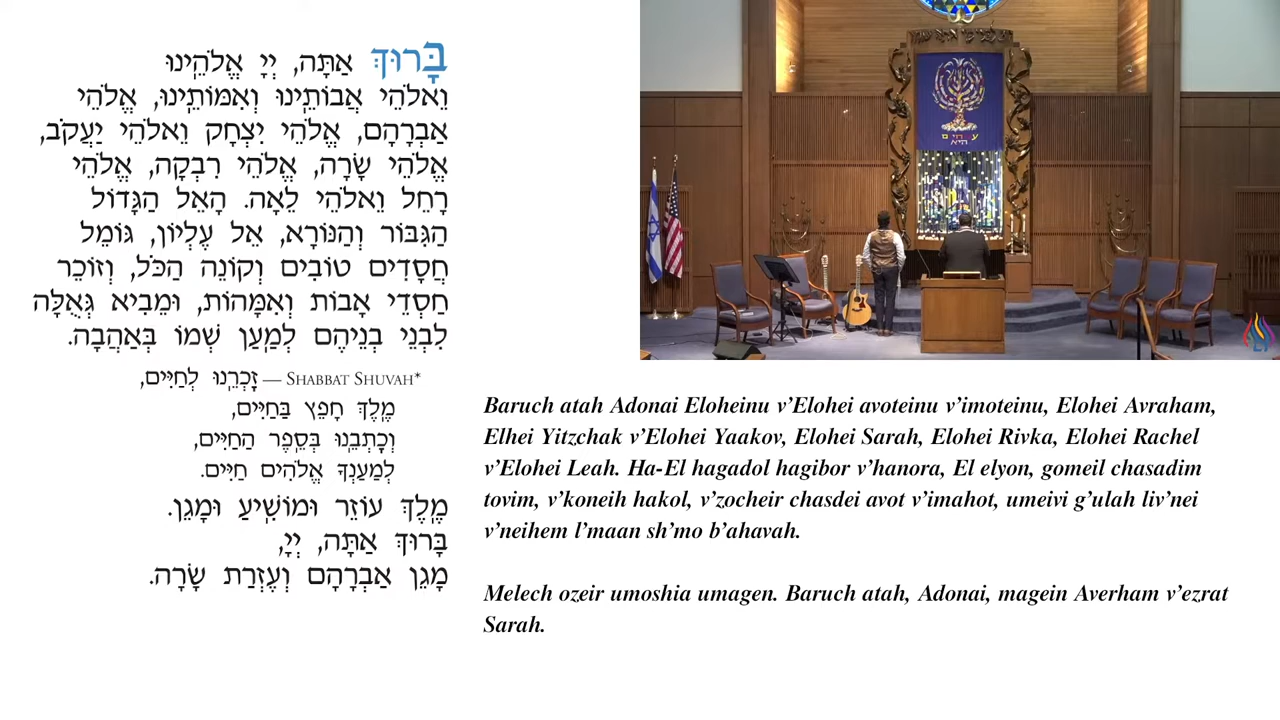 בָּרוּךְ אַתָּה, יְיָ אֱלֹהֵֽינוּ
וֵאלֹהֵי אֲבוֹתֵֽינוּ וְאִמּוֹתֵֽינוּ, אֱלֹהֵי
אַבְרָהָם, אֱלֹהֵי יִצְחָק וֵאלֹהֵי יַעֲקֹב,
אֱלֹהֵי שָׂרָה, אֱלֹהֵי רִבְקָה, אֱלֹהֵי
רָחֵל וֵאלֹהֵי לֵאָה. הָאֵל הַגָּדוֹל
הַגִּבּוֹר וְהַנּוֹרָא, אֵל עֶלְיוֹן, גּוֹמֵל
חֲסָדִים טוֹבִים וְקוֹנֵה הַכֹּל, וְזוֹכֵר
חַסְדֵי אָבוֹת וְאִמָּהוֹת, וּמֵבִיא גְּאֻלָּה
לִבְנֵי בְנֵיהֶם לְמַֽעַן שְׁמוֹ בְּאַהֲבָה.
SHABBAT SHUVAH* — זָכְרֵֽנוּ לְחַיִּים,
מֶֽלֶךְ חָפֵץ בַּחַיִּים,
וְכָתְבֵֽנוּ בְּסֵֽפֶר הַחַיִּים,
לְמַעַנְךָ אֱלֹהִים חַיִּים.
מֶֽלֶךְ עוֹזֵר וּמוֹשִֽׁיעַ וּמָגֵן.
בָּרוּךְ אַתָּה, יְיָ,
מָגֵן אַבְרָהָם וְעֶזְרַת שָׂרָה.
ע ם
היא
Baruch atah Adonai Eloheinu v’Elohei avoteinu v’imoteinu, Elohei Avraham,
Elhei Yitzchak v’Elohei Yaakov, Elohei Sarah, Elohei Rivka, Elohei Rachel
v’Elohei Leah. Ha-El hagadol hagibor v’hanora, El elyon, gomeil chasadim
tovim, v’koneih hakol, v’zocheir chasdei avot v’imahot, umeivi g’ulah liv’nei
v’neihem l’maan sh’mo b’ahavah.
Melech ozeir umoshia umagen. Baruch atah, Adonai, magein Averham v’ezrat
Sarah.